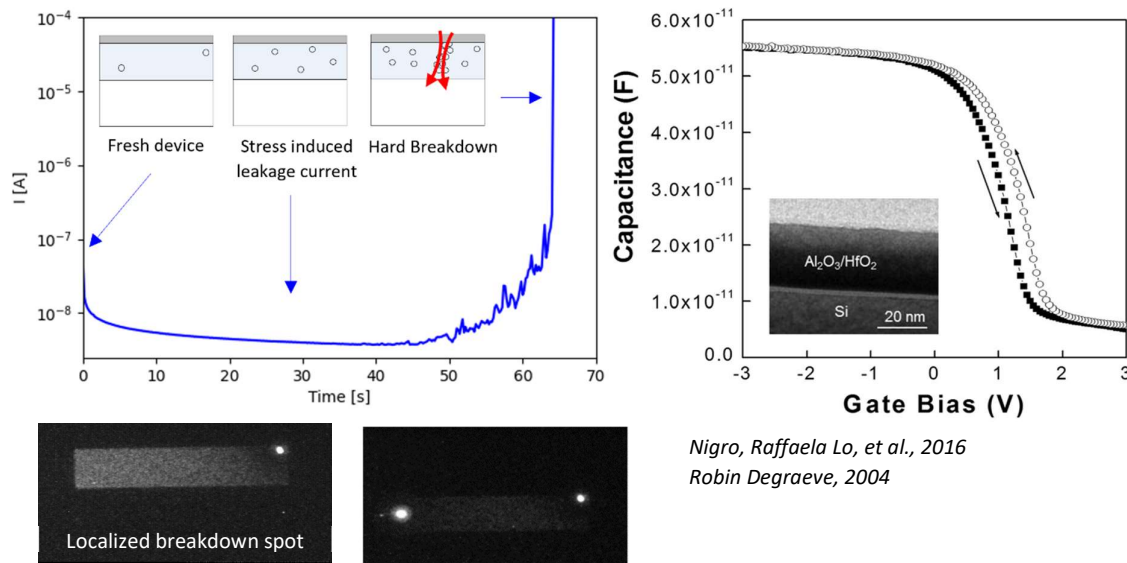 10⁻⁴
10⁻⁵
10⁻⁶
10⁻⁷
10⁻⁸
I [A]
Fresh device
Stress induced
leakage current
Hard Breakdown
0 10 20 30 40 50 60 70
Time [s]
6.0x10⁻¹¹
5.0x10⁻¹¹
4.0x10⁻¹¹
3.0x10⁻¹¹
2.0x10⁻¹¹
1.0x10⁻¹¹
0.0
Capacitance (F)
Al₂O₃/HfO₂
Si
20 nm
-3 -2 -1 0 1 2 3
Gate Bias (V)
Localized breakdown spot
Nigro, Raffaela Lo, et al., 2016
Robin Degraeve, 2004